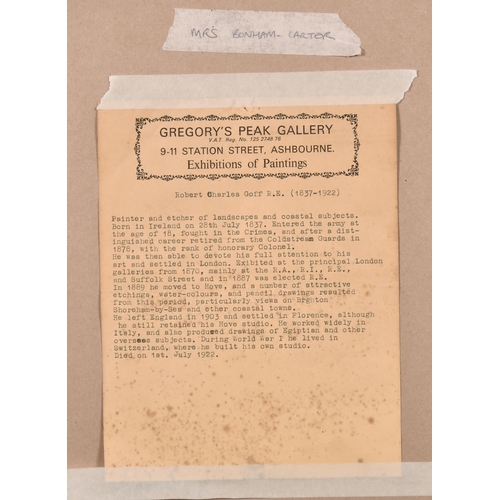 MRS BONHAM-CARTER
GREGORY'S PEAK GALLERY
V.A.T Reg. No. 125 2748 76
9-11 STATION STREET, ASHBOURNE.
Exhibitions of Paintings
Robert Charles Goff R.E. (1837-1922)
Painter and etcher of landscapes and coastal subjects.
Born in Ireland on 28th July 1837. Entered the army at
the age of 18, fought in the Crimea, and after a dist-
inguished career retired from the Coldstream Guards in
1878, with the rank of honorary Colonel.
He was than able to devote his full attention to his
art and settled in London. Exhibited at the principal London
galleries from 1870, mainly at the R.A., R.I., R.E.,
and Suffolk Street and in 1887 was elected R.E.
In 1889 he moved to Hove, and a number of attractive
etchings, water-colours, and pencil drawings resulted
from this period, particularly views on Brghton
Shoreham-by-Sea and other coastal towns.
He left England in 1903 and settled in Florence, although
he still retained his Hove studio. He worked widely in
Italy, and also produced drawings of Egiptian and other
overseas subjects. During World War I he lived in
Switzerland, where he built his own studio.
Died on 1st. July 1922.